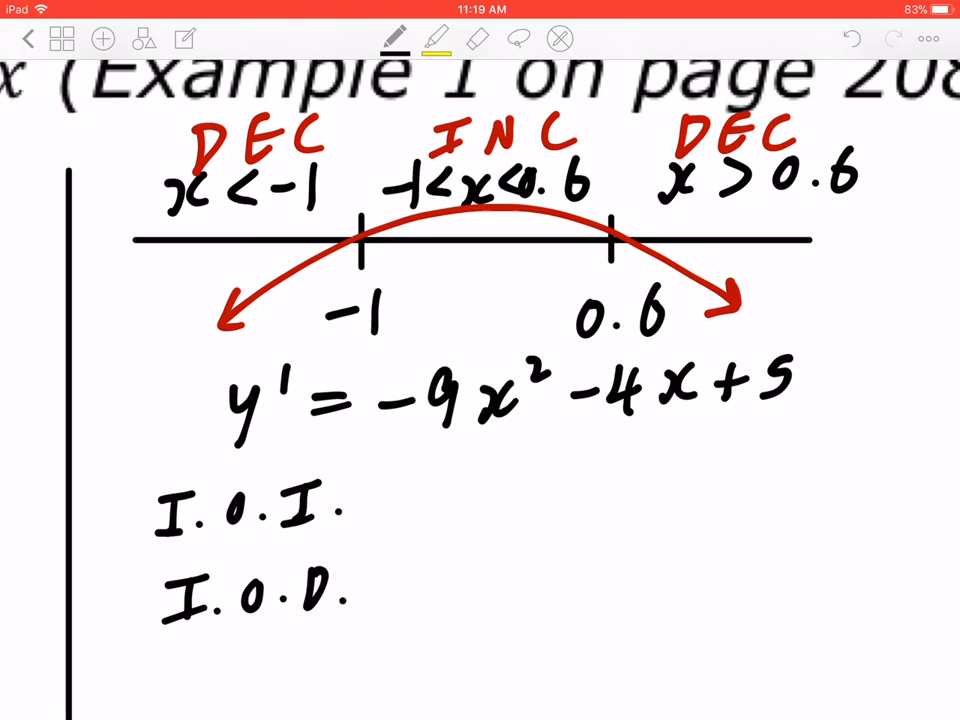 iPad 11:19 AM 83%
x (Example 1 on page 208
DEC INC DEC
x < -1 -1 < x < 0.6 x > 0.6
-1 0.6
y' = -9x² - 4x + 5
I.O.I.
I.O.D.